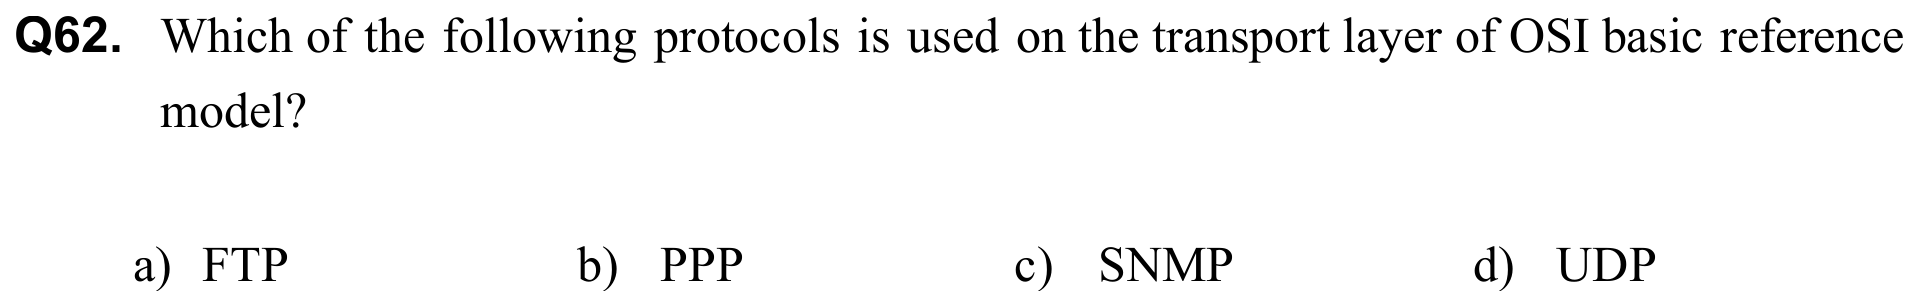 Q62. Which of the following protocols is used on the transport layer of OSI basic reference
model?
a) FTP b) PPP c) SNMP d) UDP